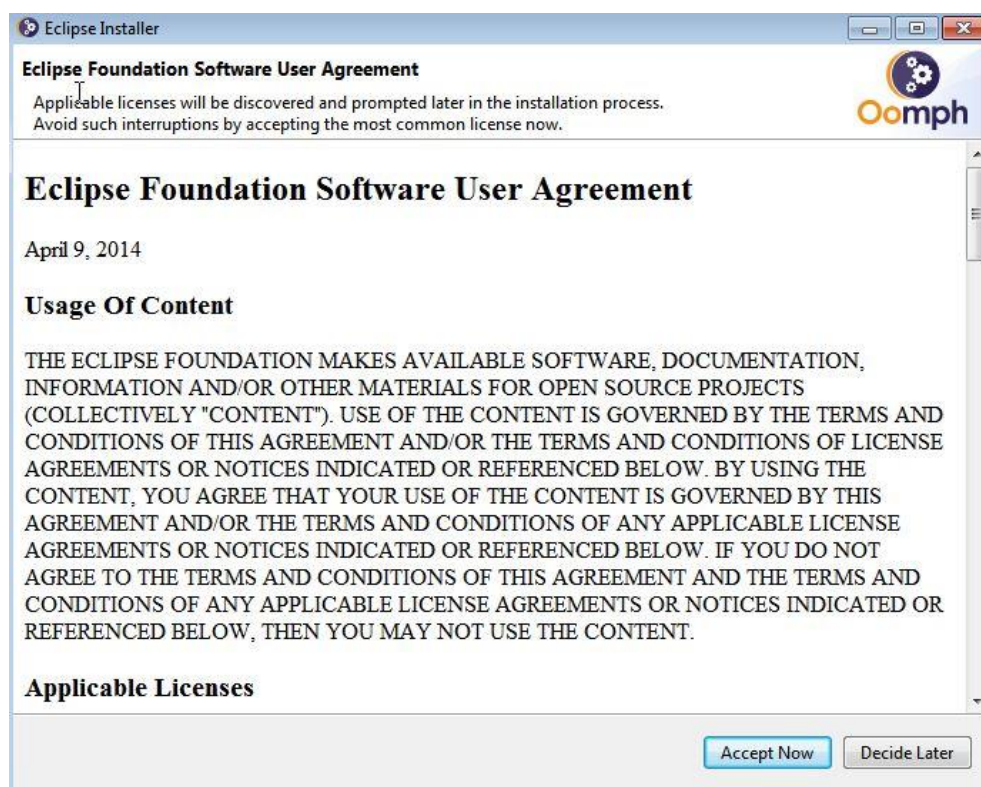 Eclipse Installer
Eclipse Foundation Software User Agreement
Applicable licenses will be discovered and prompted later in the installation process.
Avoid such interruptions by accepting the most common license now.
Oomph
Eclipse Foundation Software User Agreement
April 9, 2014
Usage Of Content
THE ECLIPSE FOUNDATION MAKES AVAILABLE SOFTWARE, DOCUMENTATION,
INFORMATION AND/OR OTHER MATERIALS FOR OPEN SOURCE PROJECTS
(COLLECTIVELY "CONTENT"). USE OF THE CONTENT IS GOVERNED BY THE TERMS AND
CONDITIONS OF THIS AGREEMENT AND/OR THE TERMS AND CONDITIONS OF LICENSE
AGREEMENTS OR NOTICES INDICATED OR REFERENCED BELOW. BY USING THE
CONTENT, YOU AGREE THAT YOUR USE OF THE CONTENT IS GOVERNED BY THIS
AGREEMENT AND/OR THE TERMS AND CONDITIONS OF ANY APPLICABLE LICENSE
AGREEMENTS OR NOTICES INDICATED OR REFERENCED BELOW. IF YOU DO NOT
AGREE TO THE TERMS AND CONDITIONS OF THIS AGREEMENT AND THE TERMS AND
CONDITIONS OF ANY APPLICABLE LICENSE AGREEMENTS OR NOTICES INDICATED OR
REFERENCED BELOW, THEN YOU MAY NOT USE THE CONTENT.
Applicable Licenses
Accept Now
Decide Later